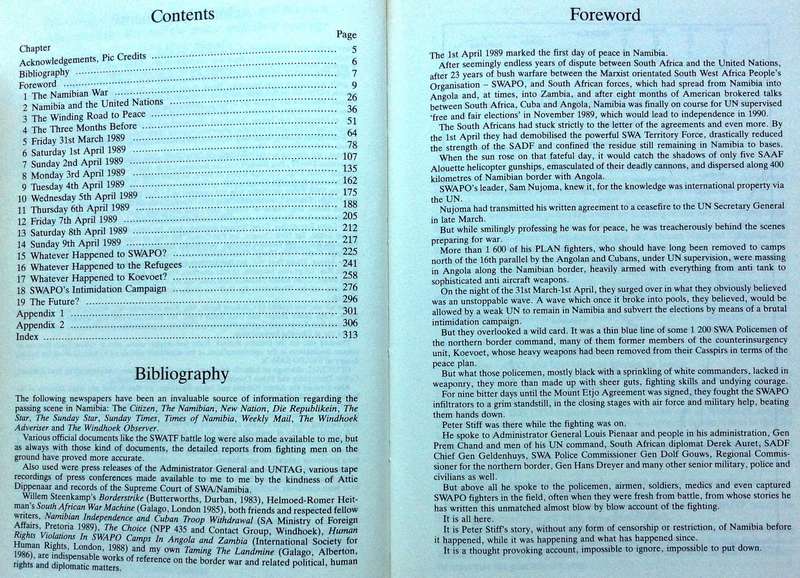 Contents
Chapter Page
Acknowledgements, Pic Credits 5
Bibliography 6
Foreword 7
1 The Namibian War 9
2 Namibia and the United Nations 26
3 The Winding Road to Peace 36
4 The Three Months Before 51
5 Friday 31st March 1989 64
6 Saturday 1st April 1989 78
7 Sunday 2nd April 1989 107
8 Monday 3rd April 1989 135
9 Tuesday 4th April 1989 162
10 Wednesday 5th April 1989 175
11 Thursday 6th April 1989 188
12 Friday 7th April 1989 205
13 Saturday 8th April 1989 212
14 Sunday 9th April 1989 217
15 Whatever Happened to SWAPO? 225
16 Whatever Happened to the Refugees 241
17 Whatever Happened to Koevoet? 258
18 SWAPO's Intimidation Campaign 276
19 The Future? 296
Appendix 1 301
Appendix 2 306
Index 313
Bibliography
The following newspapers have been an invaluable source of information regarding the
passing scene in Namibia: The Citizen, The Namibian, New Nation, Die Republikein, The
Star, The Sunday Star, Sunday Times, Times of Namibia, Weekly Mail, The Windhoek
Adveriser and The Windhoek Observer.
Various official documents like the SWATF battle log were also made available to me, but
as always with those kind of documents, the detailed reports from fighting men on the
ground have proved more accurate.
Also used were press releases of the Administrator General and UNTAG, various tape
recordings of press conferences made available to me to by the kindness of Attie
Dippenaar and records of the Supreme Court of SWA/Namibia.
Willem Steenkamp's Borderstrike (Butterworths, Durban, 1983), Helmoed-Romer Heit-
man's South African War Machine (Galago, London 1985), both friends and respected fellow
writers, Namibian Independence and Cuban Troop Withdrawal (SA Ministry of Foreign
Affairs, Pretoria 1989), The Choice (NPP 435 and Contact Group, Windhoek), Human
Rights Violations In SWAPO Camps In Angola and Zambia (International Society for
Human Rights, London, 1988) and my own Taming The Landmine (Galago, Alberton,
1986), are indispensable works of reference on the border war and related political, human
rights and diplomatic matters.
Foreword
The 1st April 1989 marked the first day of peace in Namibia.
After seemingly endless years of dispute between South Africa and the United Nations,
after 23 years of bush warfare between the Marxist orientated South West Africa People's
Organisation – SWAPO, and South African forces, which had spread from Namibia into
Angola and, at times, into Zambia, and after eight months of American brokered talks
between South Africa, Cuba and Angola, Namibia was finally on course for UN supervised
'free and fair elections' in November 1989, which would lead to independence in 1990.
The South Africans had stuck strictly to the letter of the agreements and even more. By
the 1st April they had demobilised the powerful SWA Territory Force, drastically reduced
the strength of the SADF and confined the residue still remaining in Namibia to bases.
When the sun rose on that fateful day, it would catch the shadows of only five SAAF
Alouette helicopter gunships, emasculated of their deadly cannons, and dispersed along 400
kilometres of Namibian border with Angola.
SWAPO's leader, Sam Nujoma, knew it, for the knowledge was international property via
the UN.
Nujoma had transmitted his written agreement to a ceasefire to the UN Secretary General
in late March.
But while smilingly professing he was for peace, he was treacherously behind the scenes
preparing for war.
More than 1 600 of his PLAN fighters, who should have long been removed to camps
north of the 16th parallel by the Angolan and Cubans, under UN supervision, were massing
in Angola along the Namibian border, heavily armed with everything from anti tank to
sophisticated anti aircraft weapons.
On the night of the 31st March-1st April, they surged over in what they obviously believed
was an unstoppable wave. A wave which once it broke into pools, they believed, would be
allowed by a weak UN to remain in Namibia and subvert the elections by means of a brutal
intimidation campaign.
But they overlooked a wild card. It was a thin blue line of some 1 200 SWA Policemen of
the northern border command, many of them former members of the counterinsurgency
unit, Koevoet, whose heavy weapons had been removed from their Casspirs in terms of the
peace plan.
But what those policemen, mostly black with a sprinkling of white commanders, lacked in
weaponry, they more than made up with sheer guts, fighting skills and undying courage.
For nine bitter days until the Mount Etjo Agreement was signed, they fought the SWAPO
infiltrators to a grim standstill, in the closing stages with air force and military help, beating
them hands down.
Peter Stiff was there while the fighting was on.
He spoke to Administrator General Louis Pienaar and people in his administration, Gen
Prem Chand and men of his UN command, South African diplomat Derek Auret, SADF
Chief Gen Geldenhuys, SWA Police Commissioner Gen Dolf Gouws, Regional Commis-
sioner for the northern border, Gen Hans Dreyer and many other senior military, police and
civilians as well.
But above all he spoke to the policemen, airmen, soldiers, medics and even captured
SWAPO fighters in the field, often when they were fresh from battle, from whose stories he
has written this unmatched almost blow by blow account of the fighting.
It is all here.
It is Peter Stiff's story, without any form of censorship or restriction, of Namibia before
it happened, while it was happening and what has happened since.
It is a thought provoking account, impossible to ignore, impossible to put down.